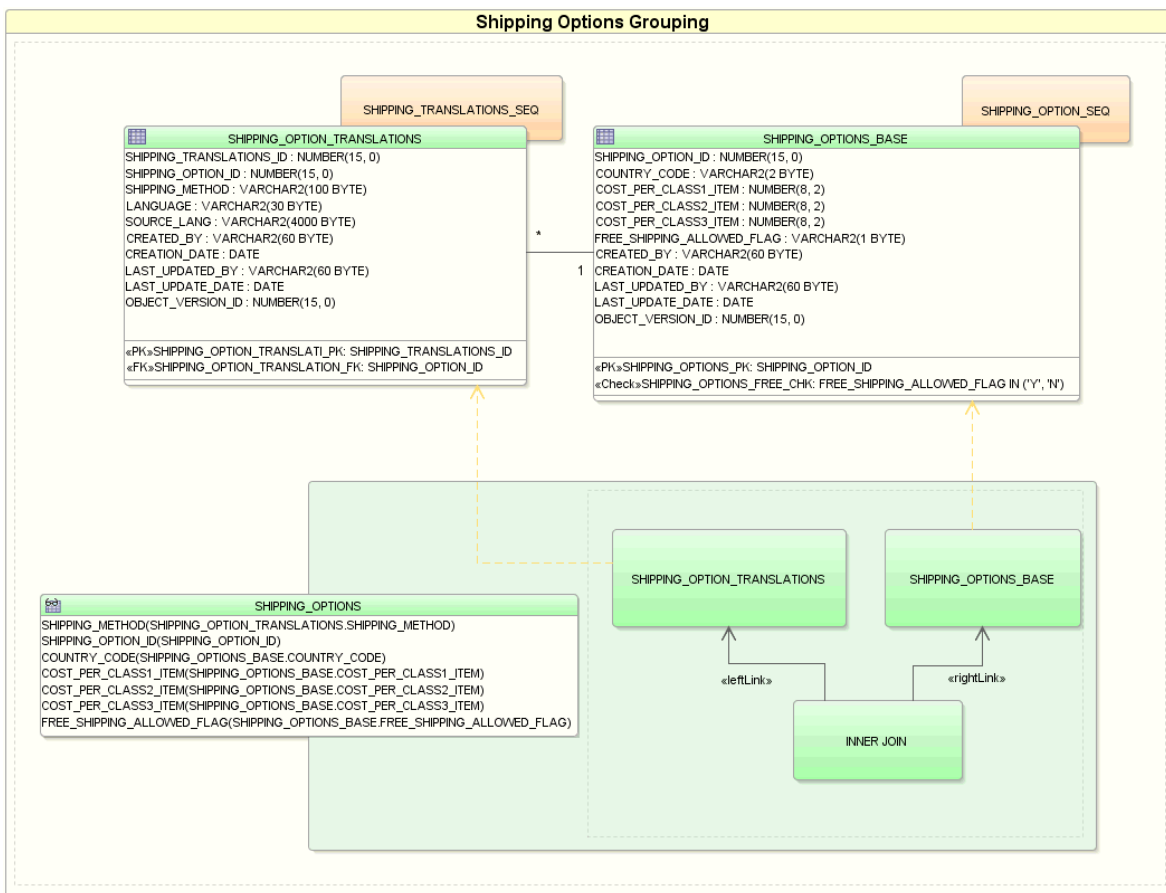 Shipping Options Grouping
SHIPPING_TRANSLATIONS_SEQ
SHIPPING_OPTION_SEQ
SHIPPING_OPTION_TRANSLATIONS
SHIPPING_TRANSLATIONS_ID : NUMBER(15, 0)
SHIPPING_OPTION_ID : NUMBER(15, 0)
SHIPPING_METHOD : VARCHAR2(100 BYTE)
LANGUAGE : VARCHAR2(30 BYTE)
SOURCE_LANG : VARCHAR2(4000 BYTE)
CREATED_BY : VARCHAR2(60 BYTE)
CREATION_DATE : DATE
LAST_UPDATED_BY : VARCHAR2(60 BYTE)
LAST_UPDATE_DATE : DATE
OBJECT_VERSION_ID : NUMBER(15, 0)
«PK»SHIPPING_OPTION_TRANSLATI_PK: SHIPPING_TRANSLATIONS_ID
«FK»SHIPPING_OPTION_TRANSLATION_FK: SHIPPING_OPTION_ID
*
1
SHIPPING_OPTIONS_BASE
SHIPPING_OPTION_ID : NUMBER(15, 0)
COUNTRY_CODE : VARCHAR2(2 BYTE)
COST_PER_CLASS1_ITEM : NUMBER(8, 2)
COST_PER_CLASS2_ITEM : NUMBER(8, 2)
COST_PER_CLASS3_ITEM : NUMBER(8, 2)
FREE_SHIPPING_ALLOWED_FLAG : VARCHAR2(1 BYTE)
CREATED_BY : VARCHAR2(60 BYTE)
CREATION_DATE : DATE
LAST_UPDATED_BY : VARCHAR2(60 BYTE)
LAST_UPDATE_DATE : DATE
OBJECT_VERSION_ID : NUMBER(15, 0)
«PK»SHIPPING_OPTIONS_PK: SHIPPING_OPTION_ID
«Check»SHIPPING_OPTIONS_FREE_CHK: FREE_SHIPPING_ALLOWED_FLAG IN ('Y', 'N')
SHIPPING_OPTION_TRANSLATIONS
SHIPPING_OPTIONS_BASE
«leftLink»
«rightLink»
INNER JOIN
SHIPPING_OPTIONS
SHIPPING_METHOD(SHIPPING_OPTION_TRANSLATIONS.SHIPPING_METHOD)
SHIPPING_OPTION_ID(SHIPPING_OPTION_ID)
COUNTRY_CODE(SHIPPING_OPTIONS_BASE.COUNTRY_CODE)
COST_PER_CLASS1_ITEM(SHIPPING_OPTIONS_BASE.COST_PER_CLASS1_ITEM)
COST_PER_CLASS2_ITEM(SHIPPING_OPTIONS_BASE.COST_PER_CLASS2_ITEM)
COST_PER_CLASS3_ITEM(SHIPPING_OPTIONS_BASE.COST_PER_CLASS3_ITEM)
FREE_SHIPPING_ALLOWED_FLAG(SHIPPING_OPTIONS_BASE.FREE_SHIPPING_ALLOWED_FLAG)